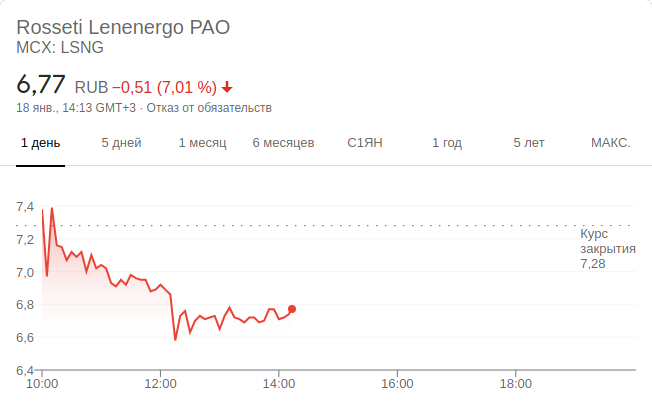 Rosseti Lenenergo PAO
MCX: LSNG
6,77 RUB −0,51 (7,01 %)
18 янв., 14:13 GMT+3 · Отказ от обязательств
1 день 5 дней 1 месяц 6 месяцев С1ЯН 1 год 5 лет МАКС.
7,4
7,2
7,0
6,8
6,6
6,4
Курс
закрытия
7,28
10:00 12:00 14:00 16:00 18:00